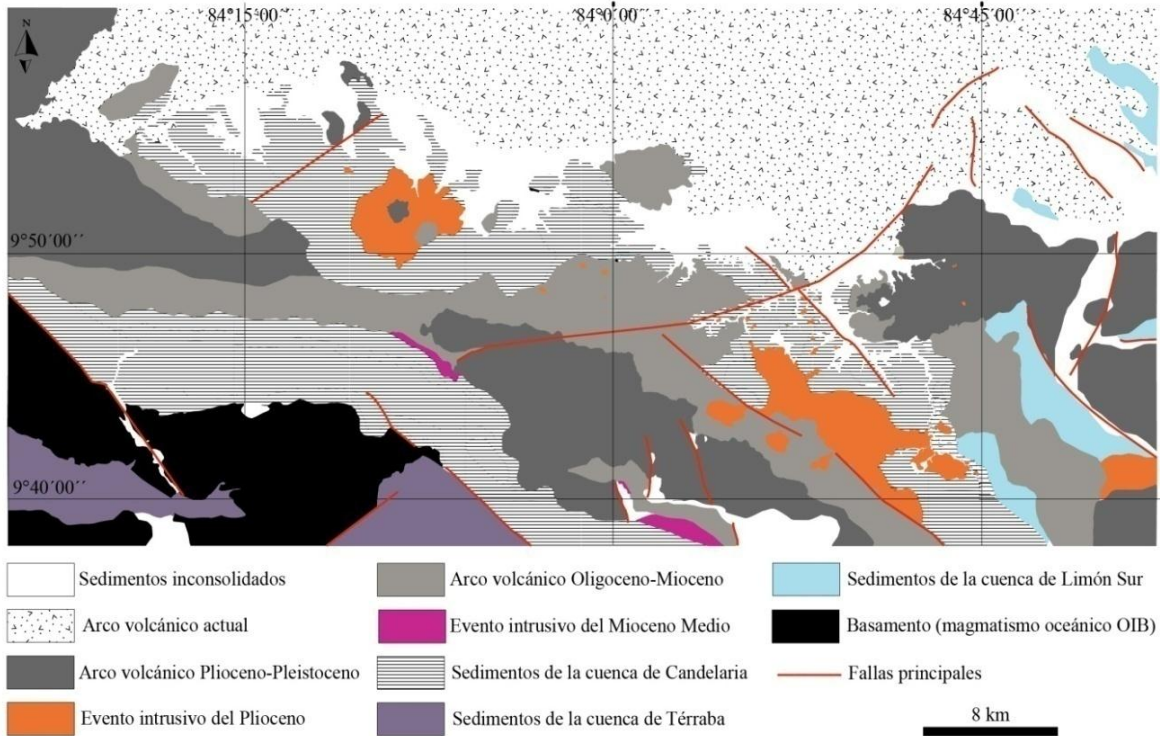 84°15´00´´ 84°0´00´´ 84°45´00´´
N
9°50´00´´
9°40´00´´
Sedimentos inconsolidados
Arco volcánico actual
Arco volcánico Plioceno-Pleistoceno
Evento intrusivo del Plioceno
Arco volcánico Oligoceno-Mioceno
Evento intrusivo del Mioceno Medio
Sedimentos de la cuenca de Candelaria
Sedimentos de la cuenca de Térraba
Sedimentos de la cuenca de Limón Sur
Basamento (magmatismo oceánico OIB)
Fallas principales
8 km